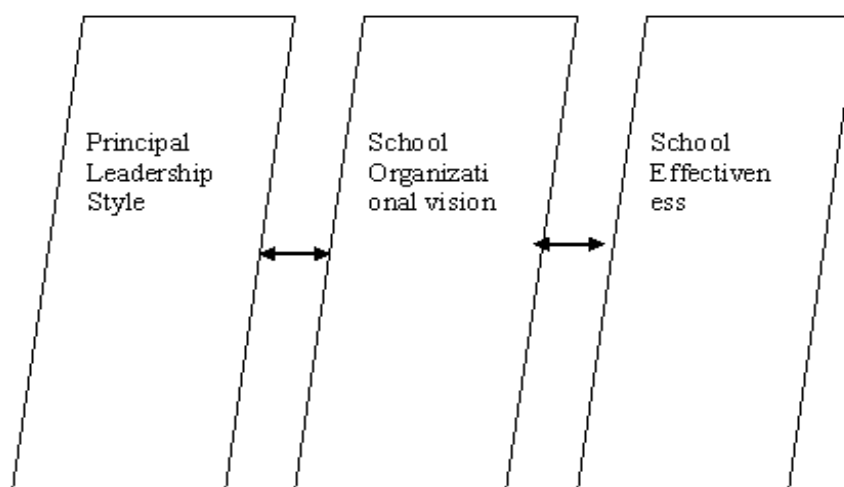 Principal
Leadership
Style
School
Organizati
onal vision
School
Effectiven
ess